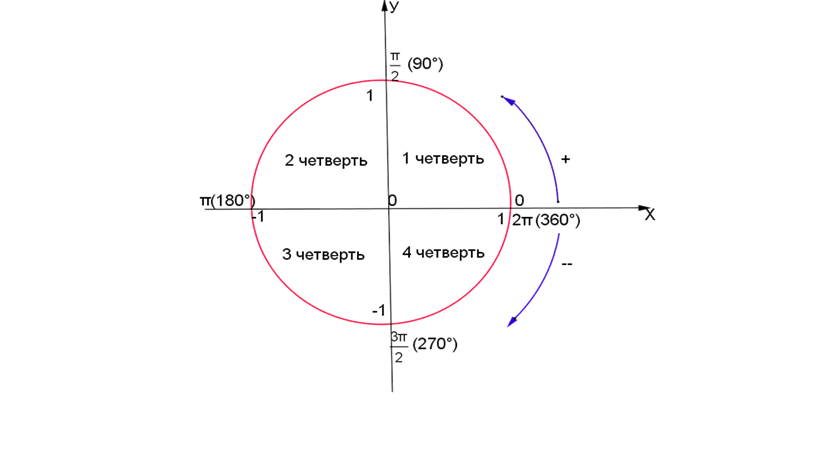 У
π/2 (90°)
1
2 четверть
1 четверть
+
π(180°)
0
0
-1
1
2π(360°)
X
3 четверть
4 четверть
--
-1
3π/2 (270°)